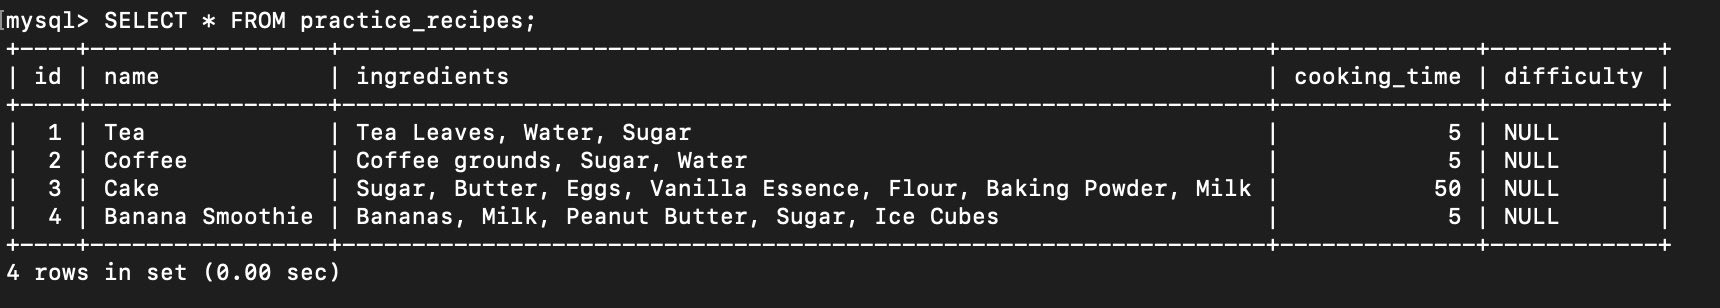 [mysql> SELECT * FROM practice_recipes;
+----+-----------------+------------------------------------------------------------------+--------------+------------+
| id | name            | ingredients                                                      | cooking_time | difficulty |
+----+-----------------+------------------------------------------------------------------+--------------+------------+
|  1 | Tea             | Tea Leaves, Water, Sugar                                         |            5 | NULL       |
|  2 | Coffee          | Coffee grounds, Sugar, Water                                     |            5 | NULL       |
|  3 | Cake            | Sugar, Butter, Eggs, Vanilla Essence, Flour, Baking Powder, Milk |           50 | NULL       |
|  4 | Banana Smoothie | Bananas, Milk, Peanut Butter, Sugar, Ice Cubes                   |            5 | NULL       |
+----+-----------------+------------------------------------------------------------------+--------------+------------+
4 rows in set (0.00 sec)